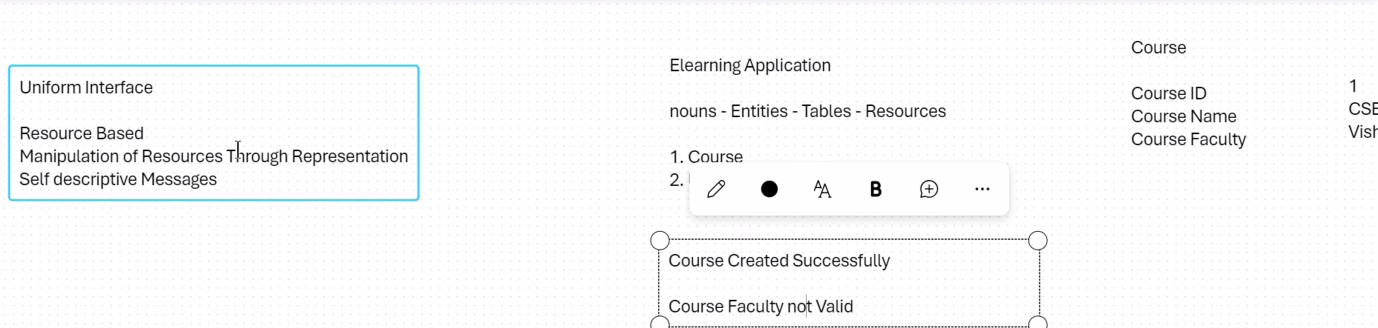 Uniform Interface
Resource Based
Manipulation of Resources Through Representation
Self descriptive Messages
Elearning Application
nouns - Entities - Tables - Resources
1. Course
2.
B
Course Created Successfully
Course Faculty not Valid
Course
Course ID 1
Course Name
Course Faculty